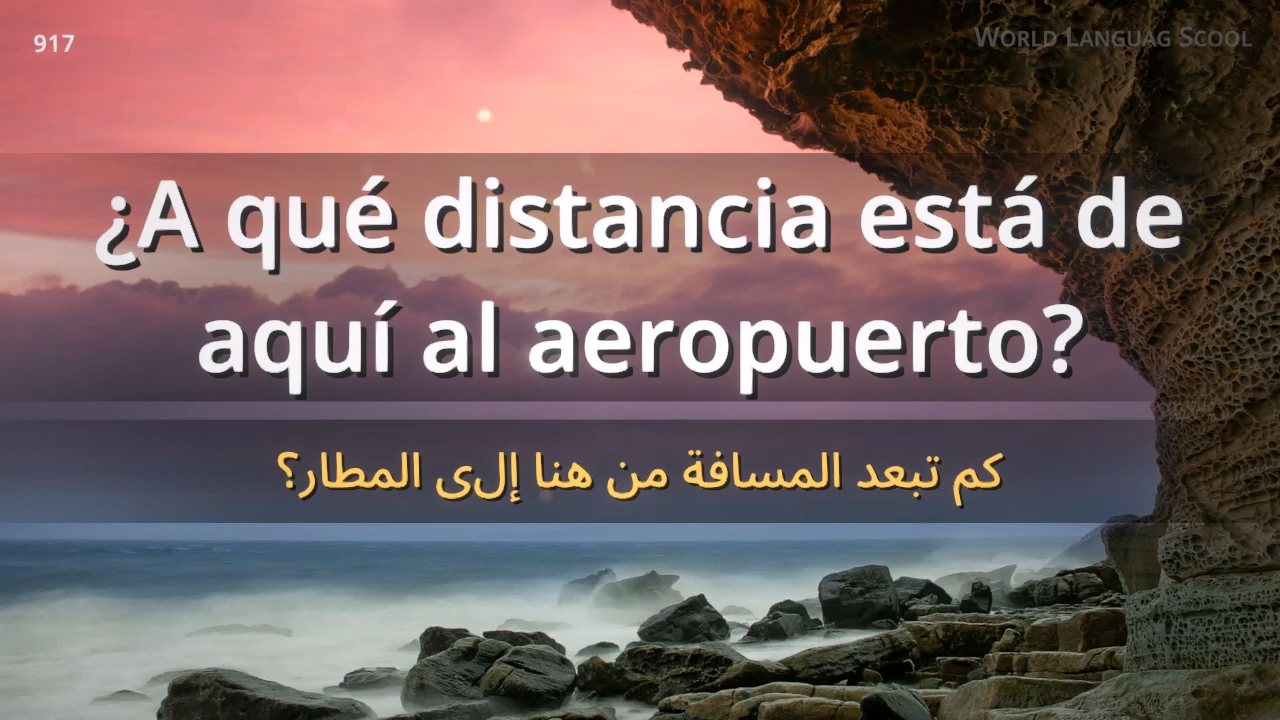 917
World Languag Scool
¿A qué distancia está de
aquí al aeropuerto?
كم تبعد المسافة من هنا إلى المطار؟